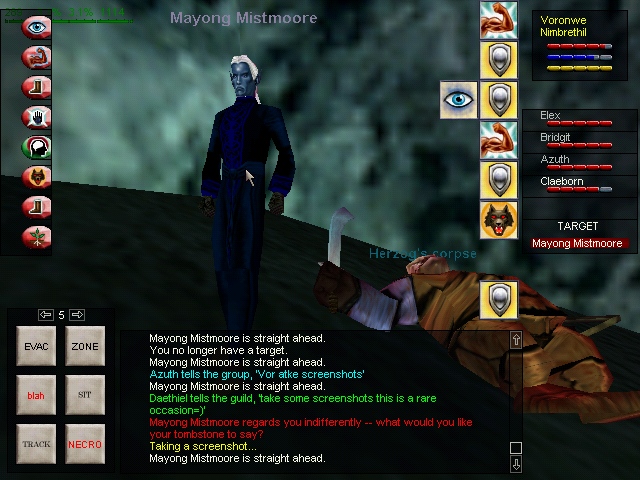 Mayong Mistmoore
Voronwe
Nimbrethil
Elex
Bridgit
Azuth
Claeborn
TARGET
Mayong Mistmoore
Herzog's corpse
5
EVAC
ZONE
blah
SIT
TRACK
NECRO
Mayong Mistmoore is straight ahead.
You no longer have a target.
Mayong Mistmoore is straight ahead.
Azuth tells the group, 'Vor atke screenshots'
Mayong Mistmoore is straight ahead.
Daethiel tells the guild, 'take some screenshots this is a rare
occasion=)'
Mayong Mistmoore regards you indifferently -- what would you like
your tombstone to say?
Taking a screenshot...
Mayong Mistmoore is straight ahead.